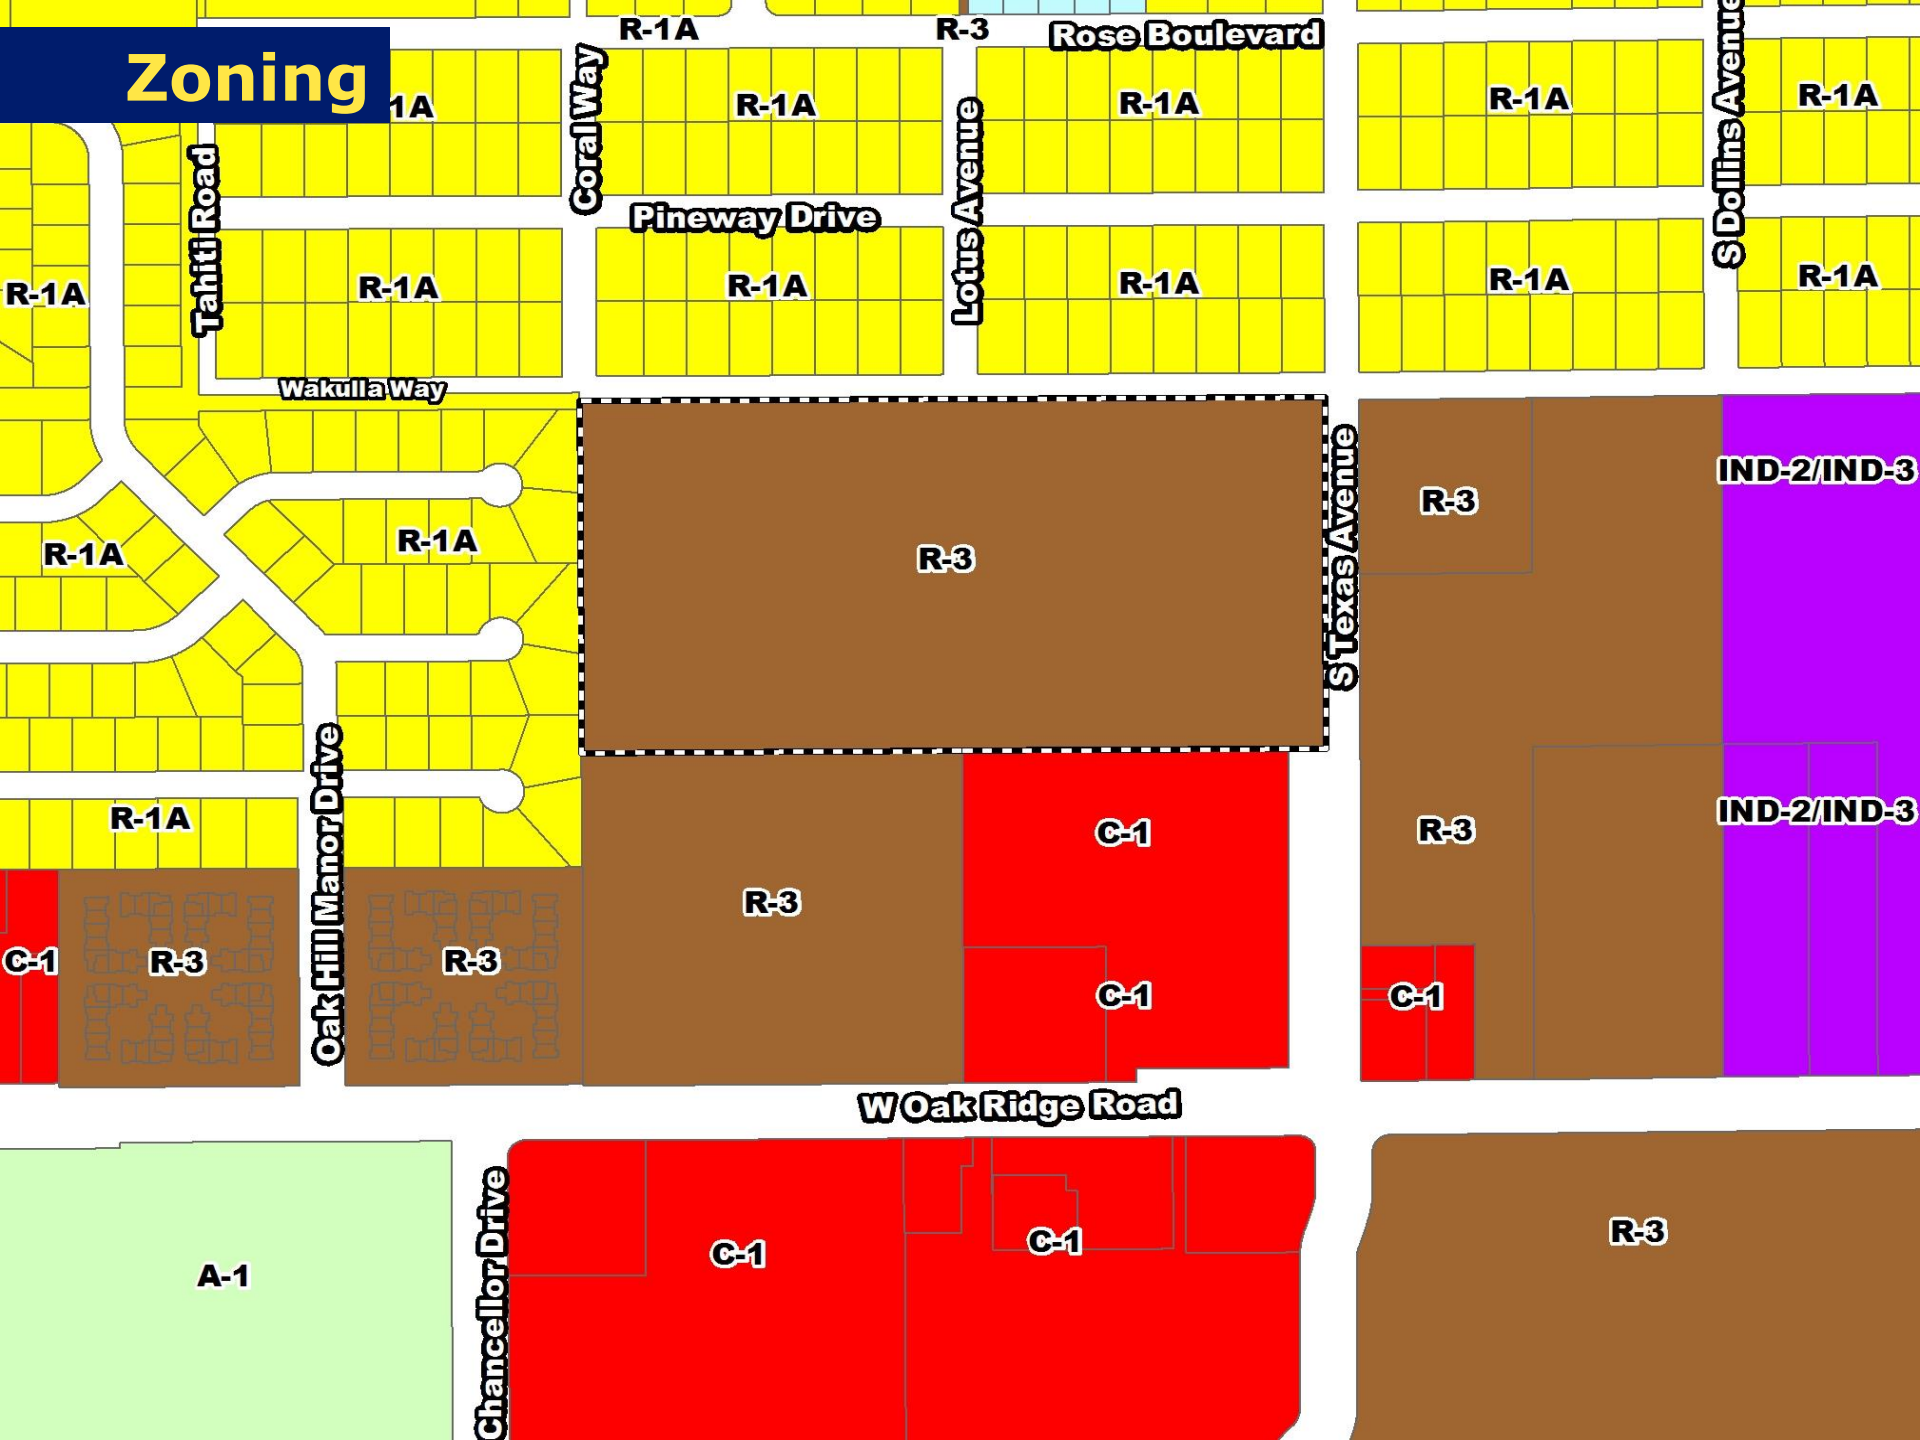 R-1A
R-3
Rose Boulevard
Zoning
1A
Coral Way
R-1A
R-1A
R-1A
S Dollins Avenue
R-1A
Tahiti Road
Lotus Avenue
Pineway Drive
R-1A
R-1A
R-1A
R-1A
R-1A
R-1A
Wakulla Way
IND-2/IND-3
R-3
S Texas Avenue
R-1A
R-1A
R-3
R-1A
Oak Hill Manor Drive
C-1
R-3
IND-2/IND-3
R-3
C-1
R-3
R-3
C-1
C-1
W Oak Ridge Road
Chancellor Drive
A-1
C-1
C-1
R-3